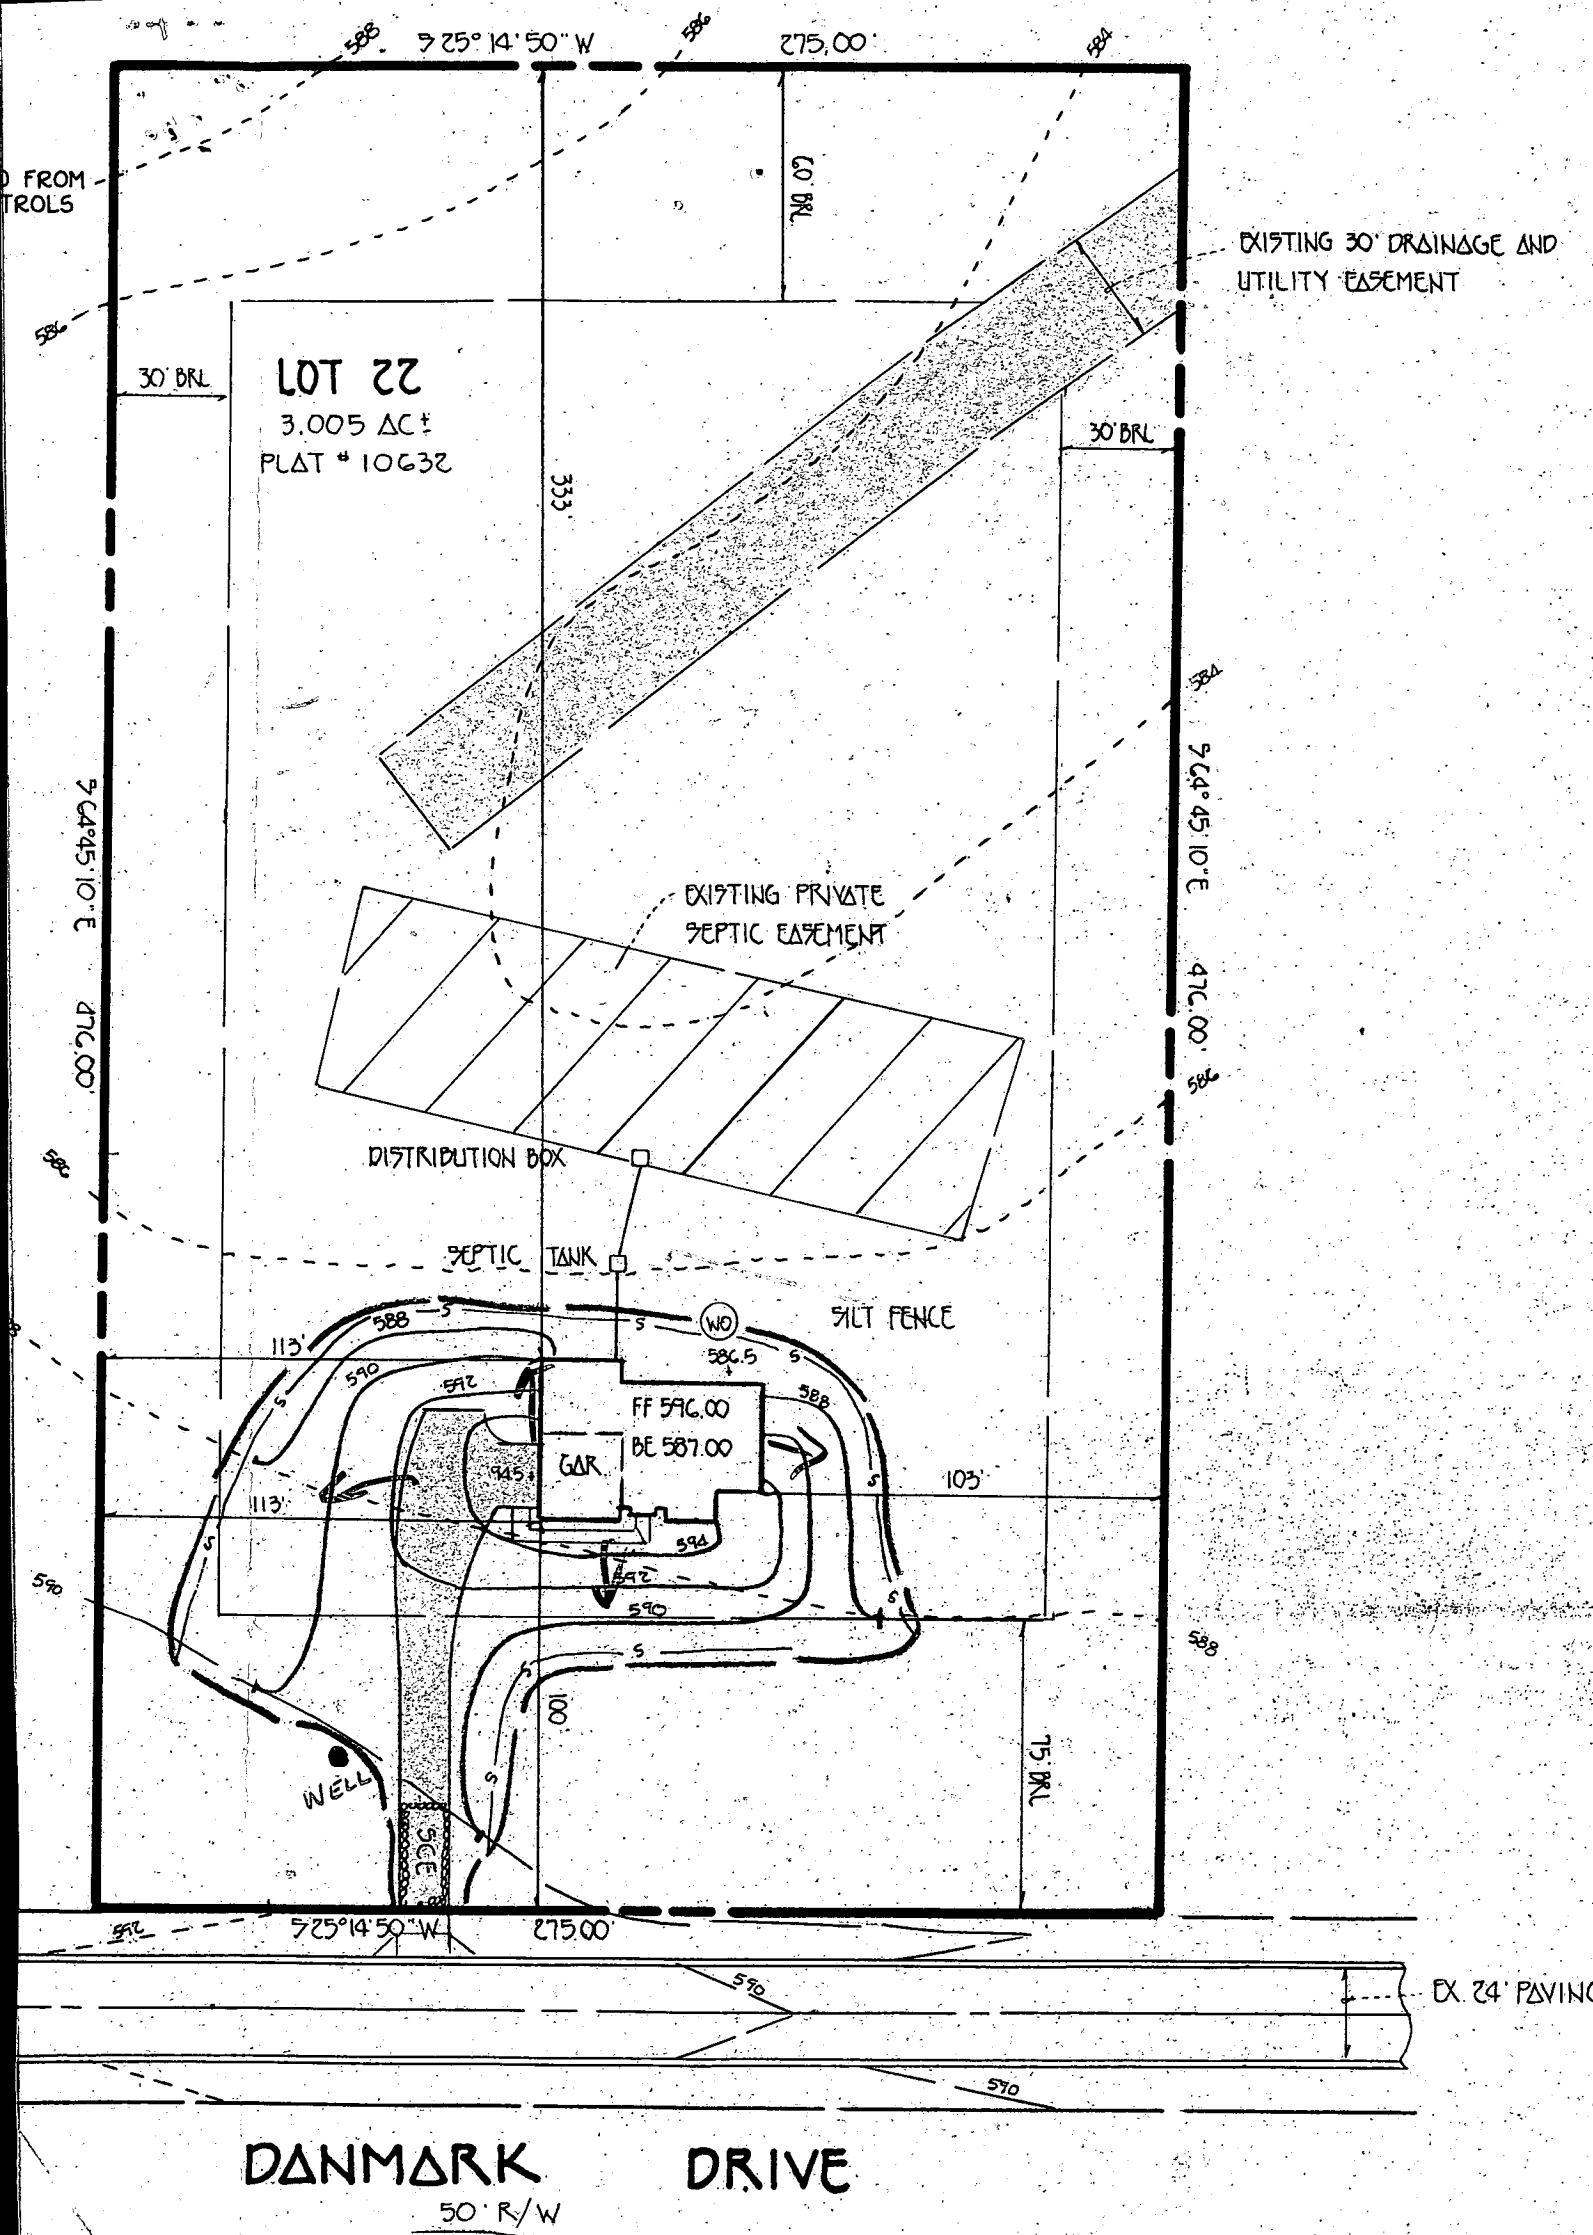 588
S 25° 14' 50" W
586
275.00'
584
FROM
TROLS
60' BRL
EXISTING 30' DRAINAGE AND
UTILITY EASEMENT
586
30' BRL
LOT 22
3.005 AC ±
PLAT # 10632
30' BRL
333'
584
S 64° 45' 10" E
476.00'
S 64° 45' 10" E
476.00'
EXISTING PRIVATE
SEPTIC EASEMENT
586
586
DISTRIBUTION BOX
SEPTIC TANK
SILT FENCE
WO
586.5
588
S
S
S
113'
590
592
588
FF 596.00
BE 587.00
GAR
945
103'
S
S
113'
S
594
592
590
590
S
S
S
588
100'
75' BRL
WELL
S
SCE
592
S 25° 14' 50" W
275.00'
590
EX. 24' PAVING
590
DANMARK DRIVE
50' R/W